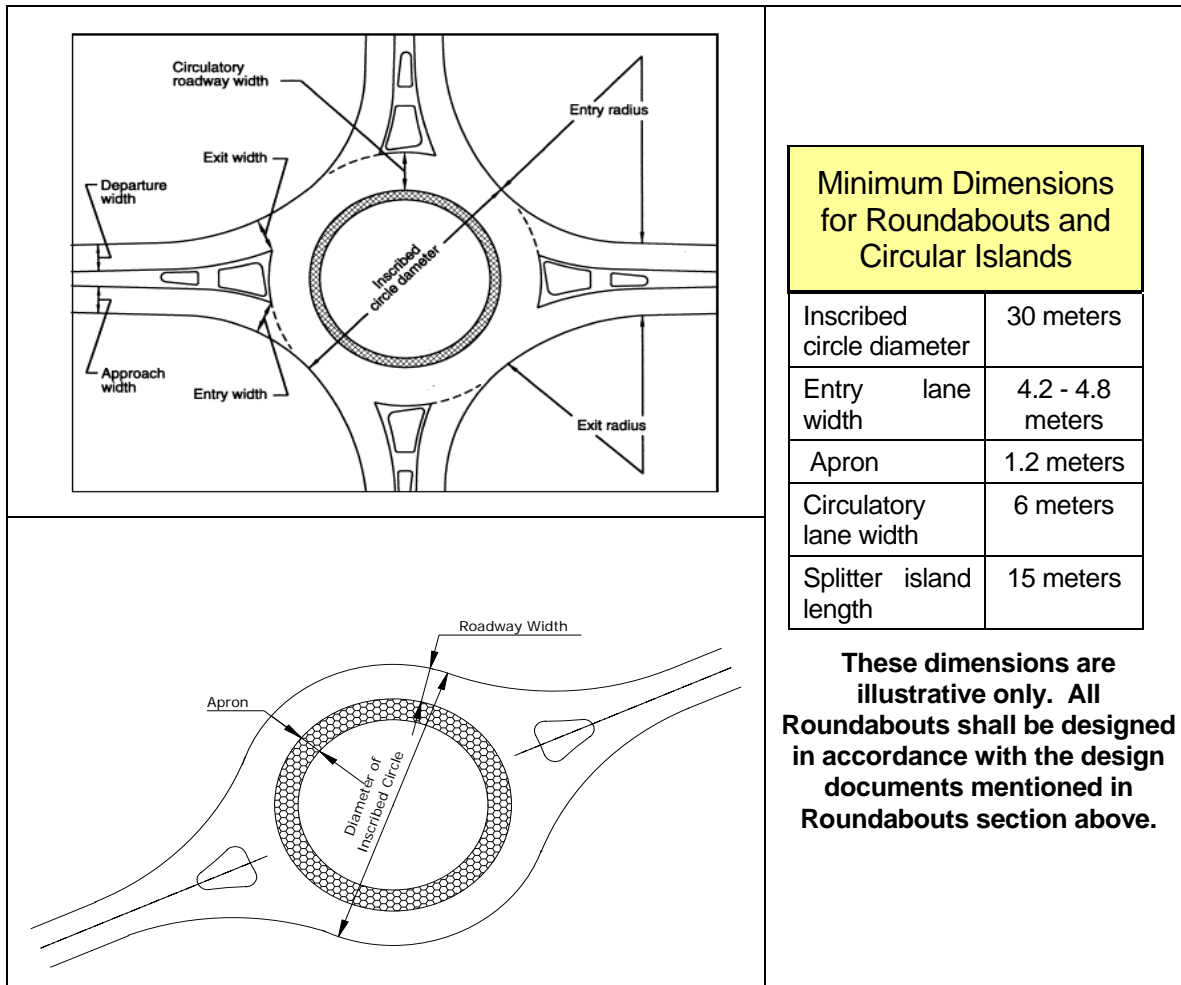 Circulatory
roadway width
Entry radius
Exit width
Departure
width
Inscribed
circle dameter
Approach
width
Entry width
Exit radius
Roadway Width
Apron
Diameter of
Inscribed Circle
Minimum Dimensions
for Roundabouts and
Circular Islands
Inscribed
circle diameter
30 meters
Entry lane
width
4.2 - 4.8
meters
Apron
1.2 meters
Circulatory
lane width
6 meters
Splitter island
length
15 meters
These dimensions are
illustrative only. All
Roundabouts shall be designed
in accordance with the design
documents mentioned in
Roundabouts section above.